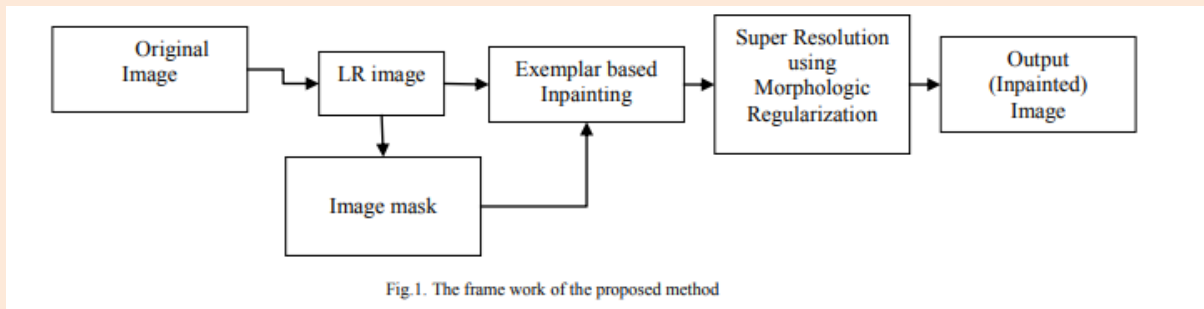 Original
Image
LR image
Exemplar based
Inpainting
Super Resolution
using
Morphologic
Regularization
Output
(Inpainted)
Image
Image mask
Fig.1. The frame work of the proposed method